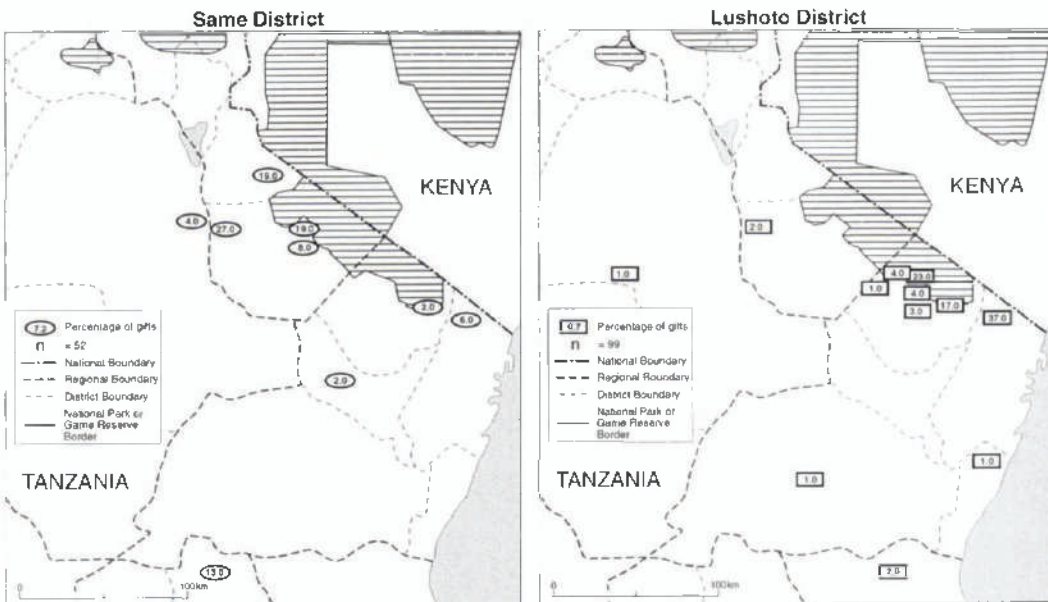 Same District
KENYA
19.0
4.0
27.0
19.0
8.0
2.0
6.0
2.0
7.2 Percentage of gifts
n = 52
National Boundary
Regional Boundary
District Boundary
National Park or
Game Reserve
Border
TANZANIA
13.0
0
100km
Lushoto District
KENYA
2.0
1.0
4.0
23.0
1.0
4.0
17.0
3.0
37.0
0.7 Percentage of gifts
n = 99
National Boundary
Regional Boundary
District Boundary
National Park or
Game Reserve
Border
TANZANIA
1.0
1.0
2.0
0
100km